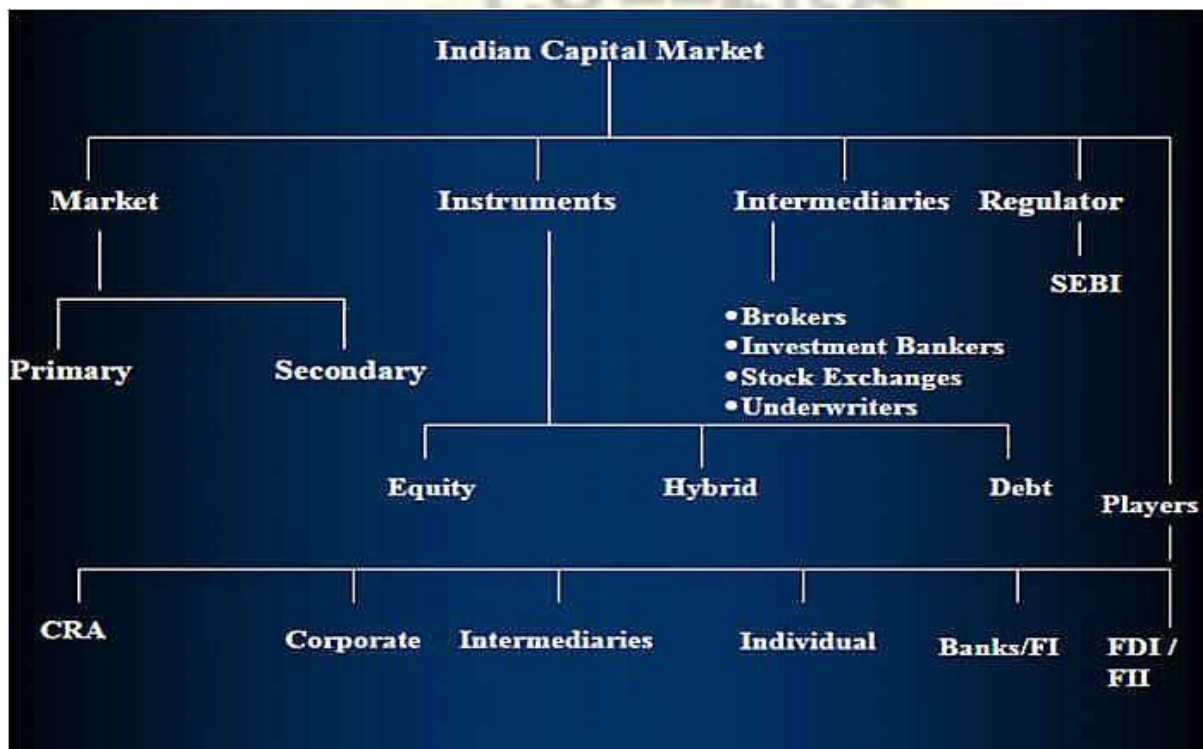 Indian Capital Market
Market
Instruments
Intermediaries
Regulator
SEBI
•Brokers
•Investment Bankers
•Stock Exchanges
•Underwriters
Primary
Secondary
Equity
Hybrid
Debt
Players
CRA
Corporate
Intermediaries
Individual
Banks/FI
FDI /
FII